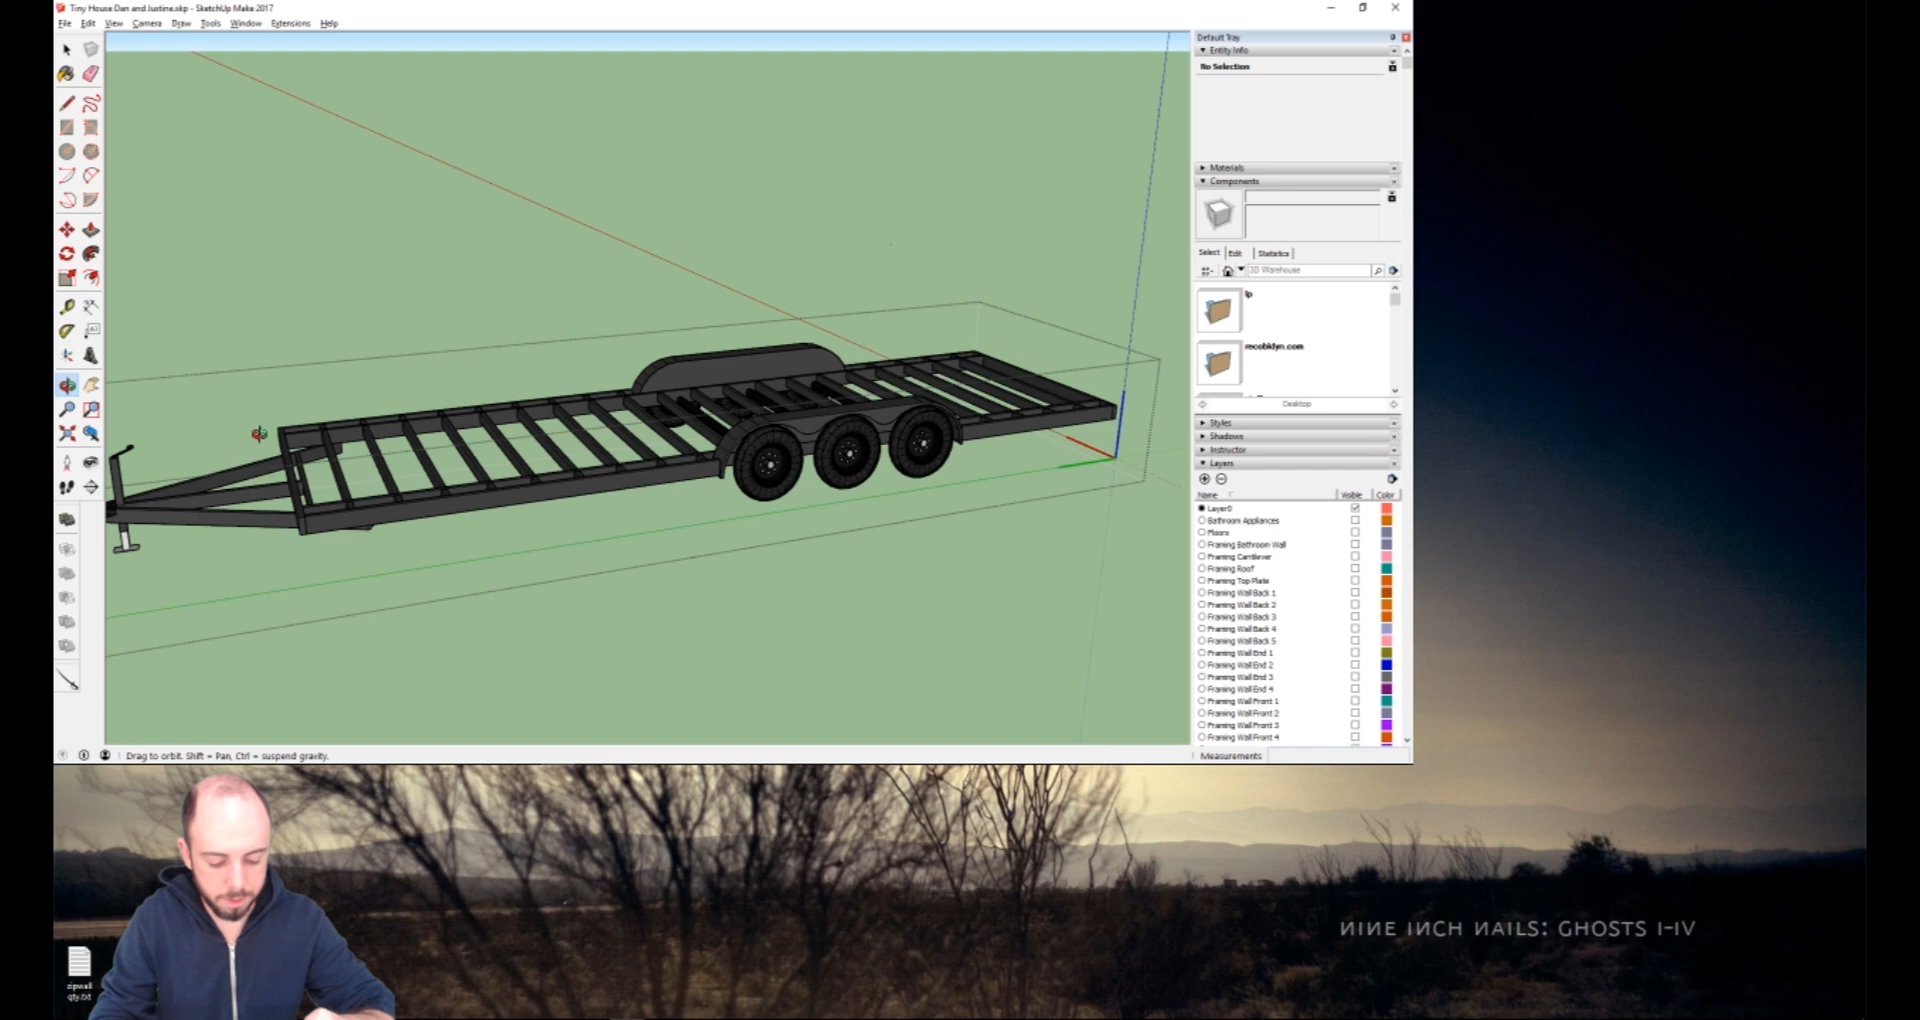 Tiny House Dan and Justine.skp - SketchUp Make 2017
File Edit View Camera Draw Tools Window Extensions Help
Default Tray
Entity Info
No Selection
Materials
Components
Select Edit Statistics
3D Warehouse
lp
recobklyn.com
Desktop
Styles
Shadows
Instructor
Layers
Name Visible Color
Layer0
Bathroom Appliances
Floors
Framing Bathroom Wall
Framing Cantilever
Framing Roof
Framing Top Plate
Framing Wall Back 1
Framing Wall Back 2
Framing Wall Back 3
Framing Wall Back 4
Framing Wall Back 5
Framing Wall End 1
Framing Wall End 2
Framing Wall End 3
Framing Wall End 4
Framing Wall Front 1
Framing Wall Front 2
Framing Wall Front 3
Framing Wall Front 4
Drag to orbit. Shift = Pan, Ctrl = suspend gravity.
Measurements
NINE INCH NAILS: GHOSTS I-IV
zipwall
qty.txt